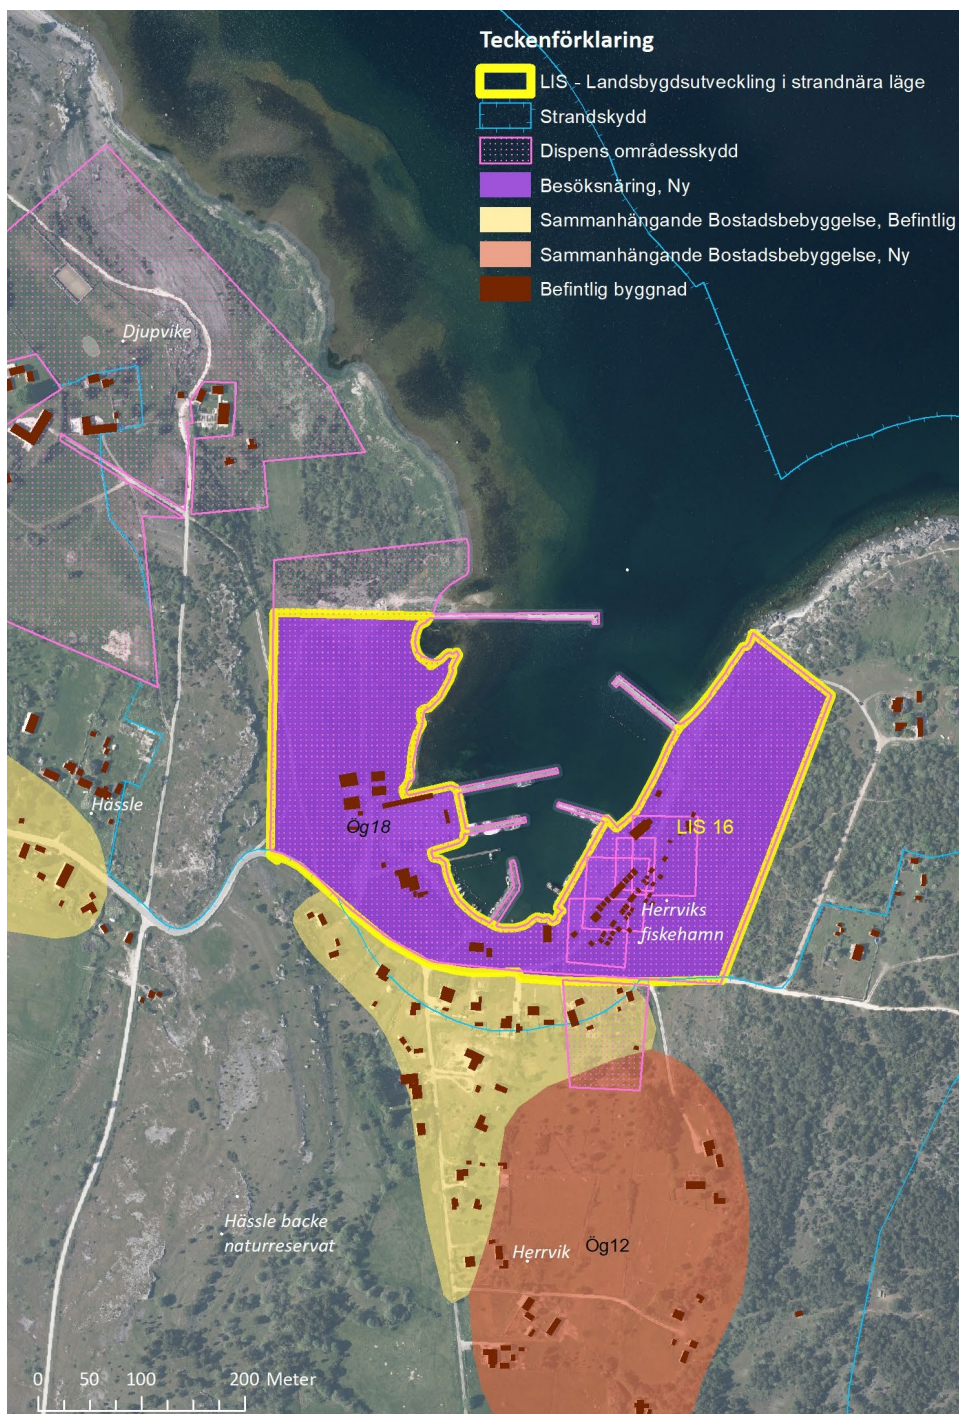 Teckenförklaring
LIS - Landsbygdsutveckling i strandnära läge
Strandskydd
Dispens områdesskydd
Besöksnäring, Ny
Sammanhängande Bostadsbebyggelse, Befintlig
Sammanhängande Bostadsbebyggelse, Ny
Befintlig byggnad
Djupvike
Hässle
Ög18
LIS 16
Herrviks
fiskehamn
Hässle backe
naturreservat
Herrvik
Ög12
0 50 100 200 Meter